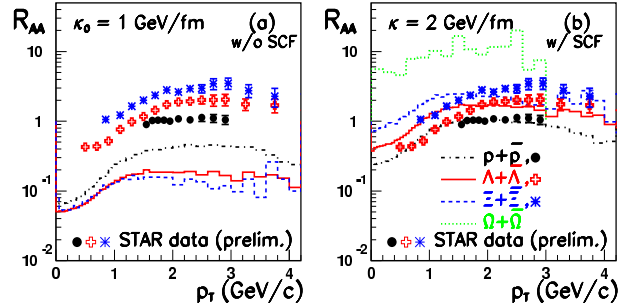 R_AA
κ₀ = 1 GeV/fm
(a)
w/o SCF
10
1
10⁻¹
10⁻²
STAR data (prelim.)
0 1 2 3 4
p_T (GeV/c)
R_AA
κ = 2 GeV/fm
(b)
w/ SCF
10
1
10⁻¹
10⁻²
p+p̅,
Λ+Λ̅,
Ξ+Ξ̅,
Ω+Ω̅
STAR data (prelim.)
0 1 2 3 4
p_T (GeV/c)